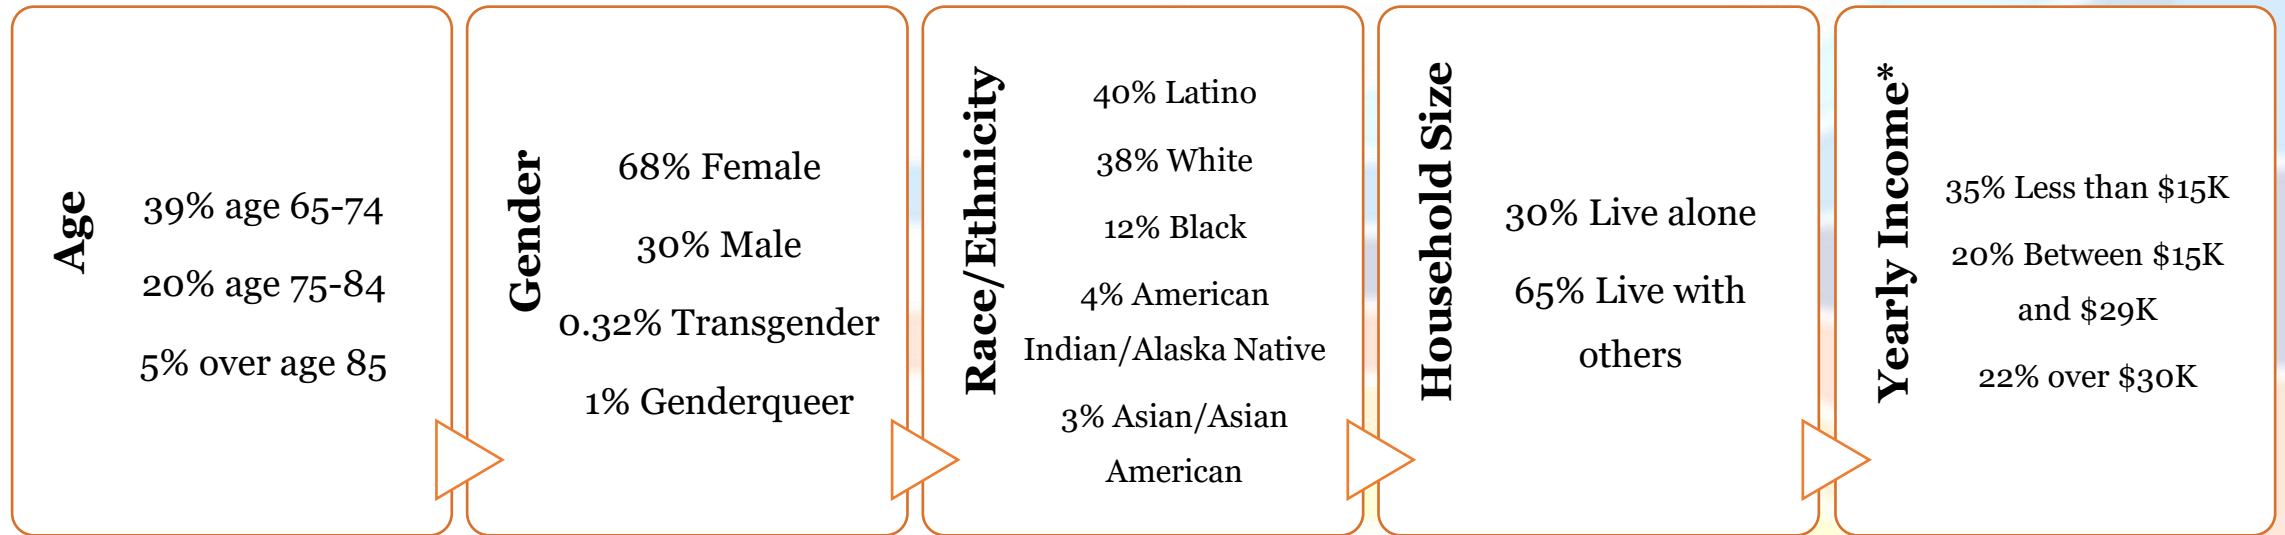 Age
39% age 65-74
20% age 75-84
5% over age 85
Gender
68% Female
30% Male
0.32% Transgender
1% Genderqueer
Race/Ethnicity
40% Latino
38% White
12% Black
4% American
Indian/Alaska Native
3% Asian/Asian
American
Household Size
30% Live alone
65% Live with
others
Yearly Income*
35% Less than $15K
20% Between $15K
and $29K
22% over $30K